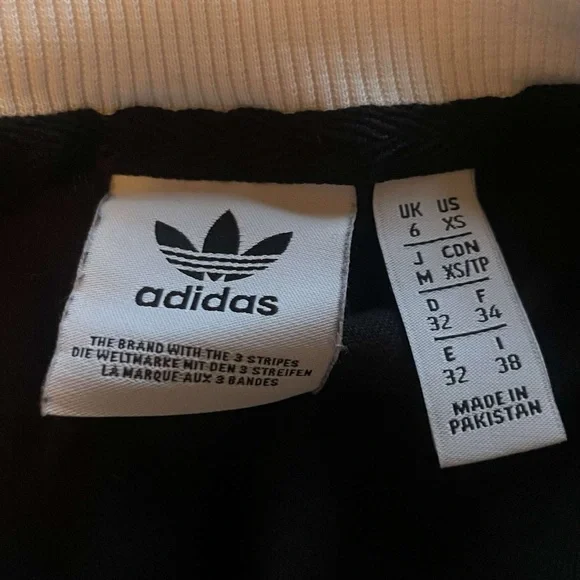 adidas
THE BRAND WITH THE 3 STRIPES
DIE WELTMARKE MIT DEN 3 STREIFEN
LA MARQUE AUX 3 BANDES
UK US
6 XS
J CDN
M XS/TP
D F
32 34
E I
32 38
MADE IN
PAKISTAN